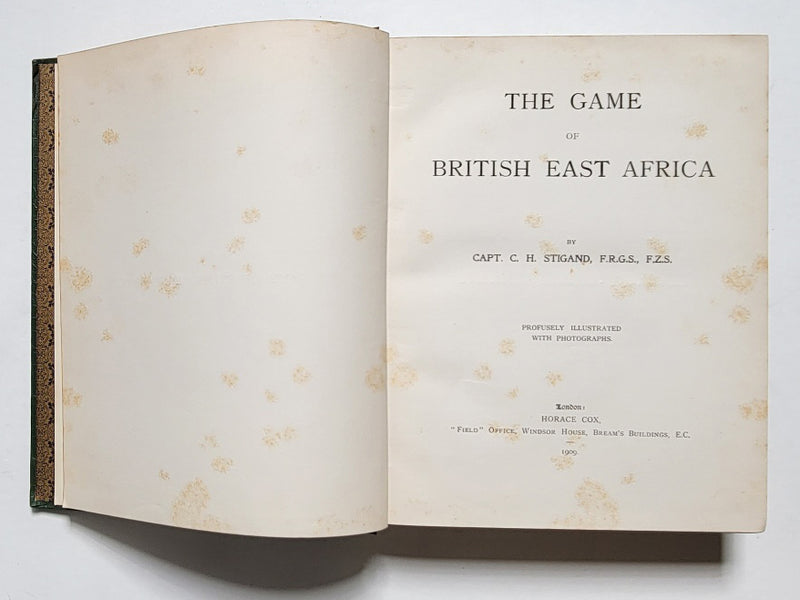 THE GAME
OF
BRITISH EAST AFRICA
BY
CAPT. C. H. STIGAND, F.R.G.S., F.Z.S.
PROFUSELY ILLUSTRATED
WITH PHOTOGRAPHS.
London:
HORACE COX,
"FIELD" OFFICE, WINDSOR HOUSE, BREAM'S BUILDINGS, E.C.
1909.